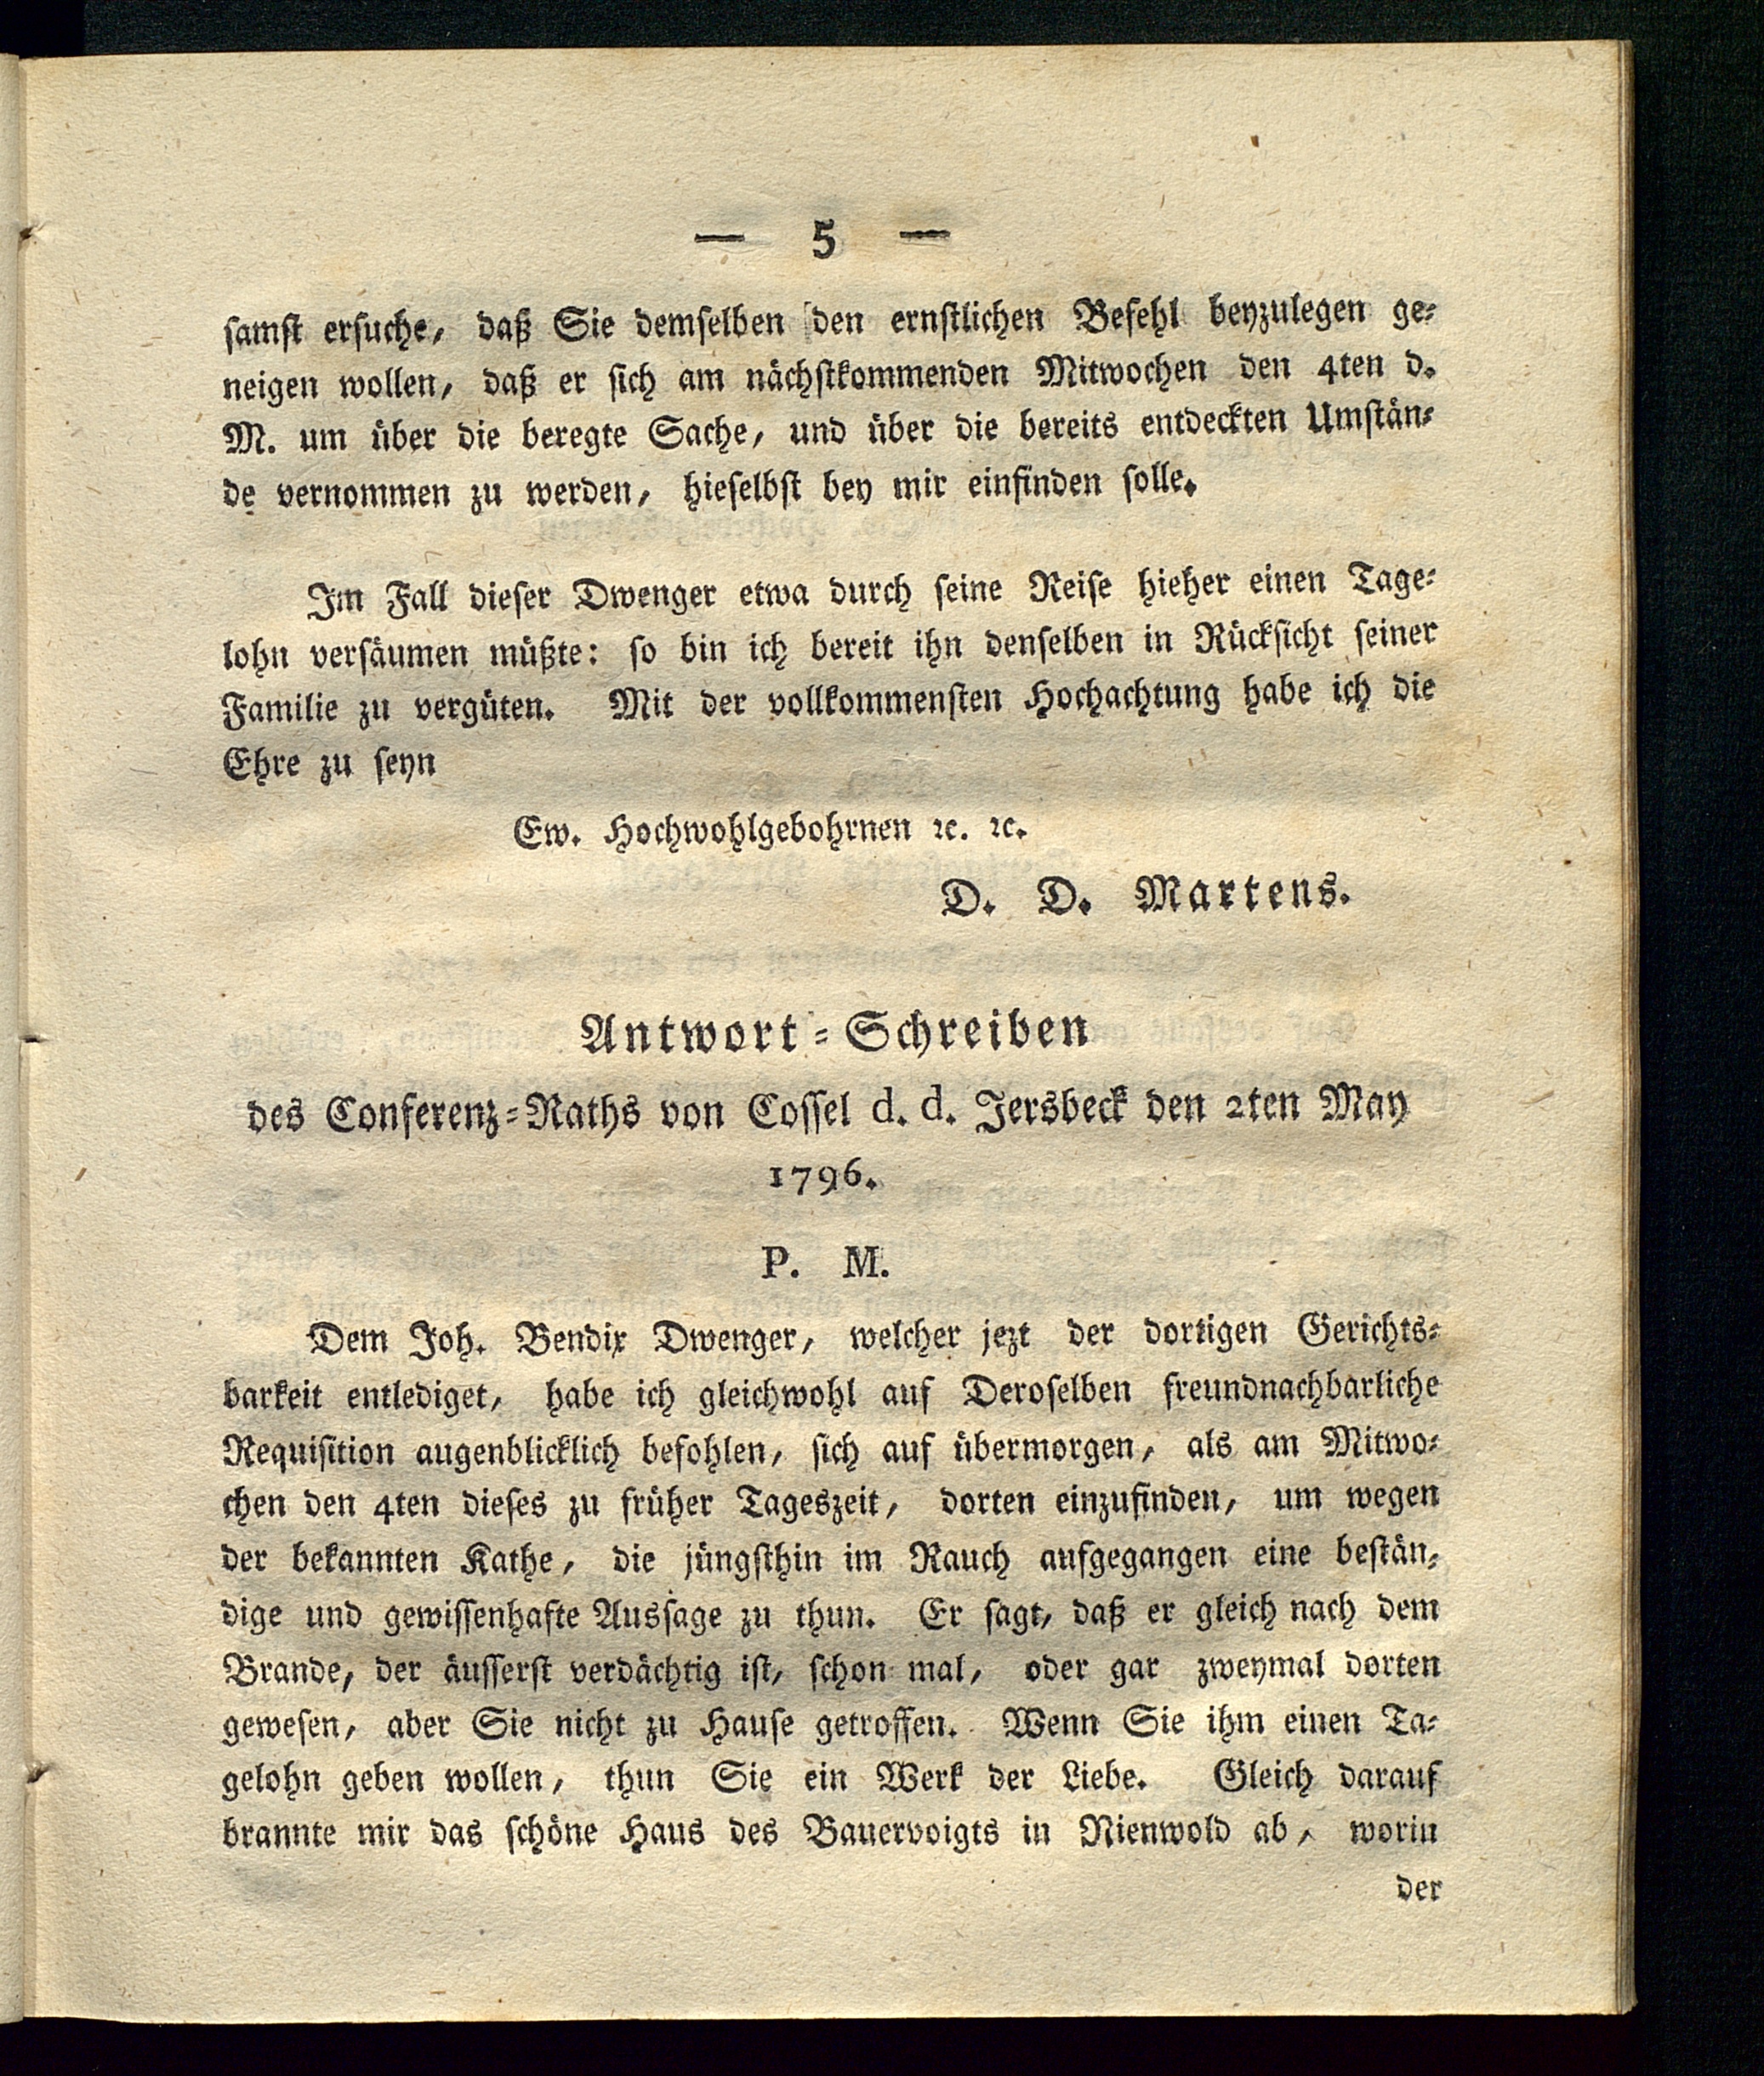 — 5 —
samst ersuche, daß Sie demselben den ernstlichen Befehl beyzulegen ge-
neigen wollen, daß er sich am nächstkommenden Mitwochen den 4ten d.
M. um über die beregte Sache, und über die bereits entdeckten Umstän-
de vernommen zu werden, hieselbst bey mir einfinden solle.
Im Fall dieser Dwenger etwa durch seine Reise hieher einen Tage-
lohn versäumen müßte: so bin ich bereit ihn denselben in Rücksicht seiner
Familie zu vergüten. Mit der vollkommensten Hochachtung habe ich die
Ehre zu seyn
Ew. Hochwohlgebohrnen ꝛc. ꝛc.
D. D. Martens.
Antwort-Schreiben
des Conferenz-Raths von Cossel d. d. Jersbeck den 2ten May
1796.
P. M.
Dem Joh. Bendix Dwenger, welcher jezt der dortigen Gerichts-
barkeit entlediget, habe ich gleichwohl auf Deroselben freundnachbarliche
Requisition augenblicklich befohlen, sich auf übermorgen, als am Mitwo-
chen den 4ten dieses zu früher Tageszeit, dorten einzufinden, um wegen
der bekannten Kathe, die jüngsthin im Rauch aufgegangen eine bestän-
dige und gewissenhafte Aussage zu thun. Er sagt, daß er gleich nach dem
Brande, der äusserst verdächtig ist, schon mal, oder gar zweymal dorten
gewesen, aber Sie nicht zu Hause getroffen. Wenn Sie ihm einen Ta-
gelohn geben wollen, thun Sie ein Werk der Liebe. Gleich darauf
brannte mir das schöne Haus des Bauervoigts in Nienwold ab, worin
der